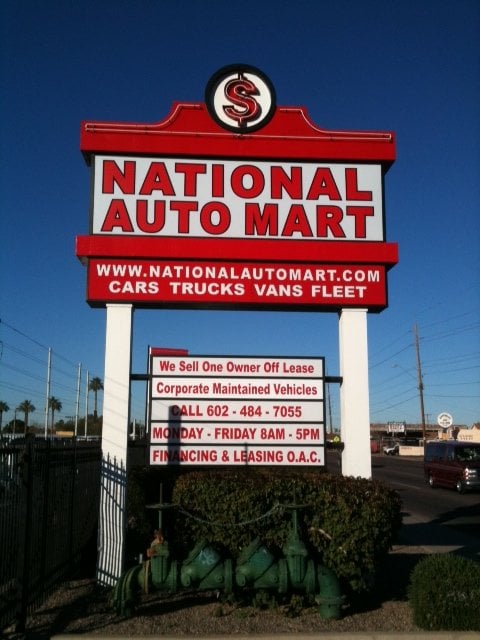 $
NATIONAL
AUTO MART
WWW.NATIONALAUTOMART.COM
CARS TRUCKS VANS FLEET
We Sell One Owner Off Lease
Corporate Maintained Vehicles
CALL 602 - 484 - 7055
MONDAY - FRIDAY 8AM - 5PM
FINANCING & LEASING O.A.C.